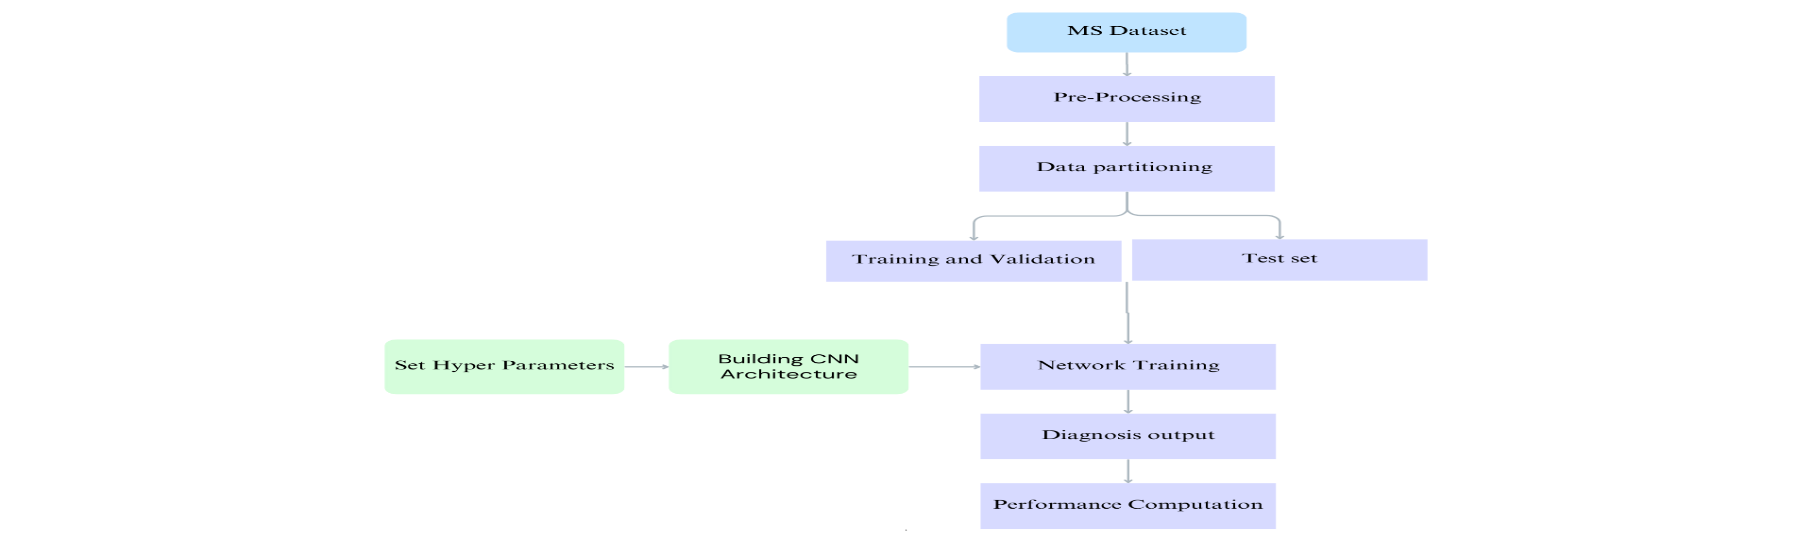 MS Dataset
Pre-Processing
Data partitioning
Training and Validation
Test set
Set Hyper Parameters
Building CNN
Architecture
Network Training
Diagnosis output
Performance Computation